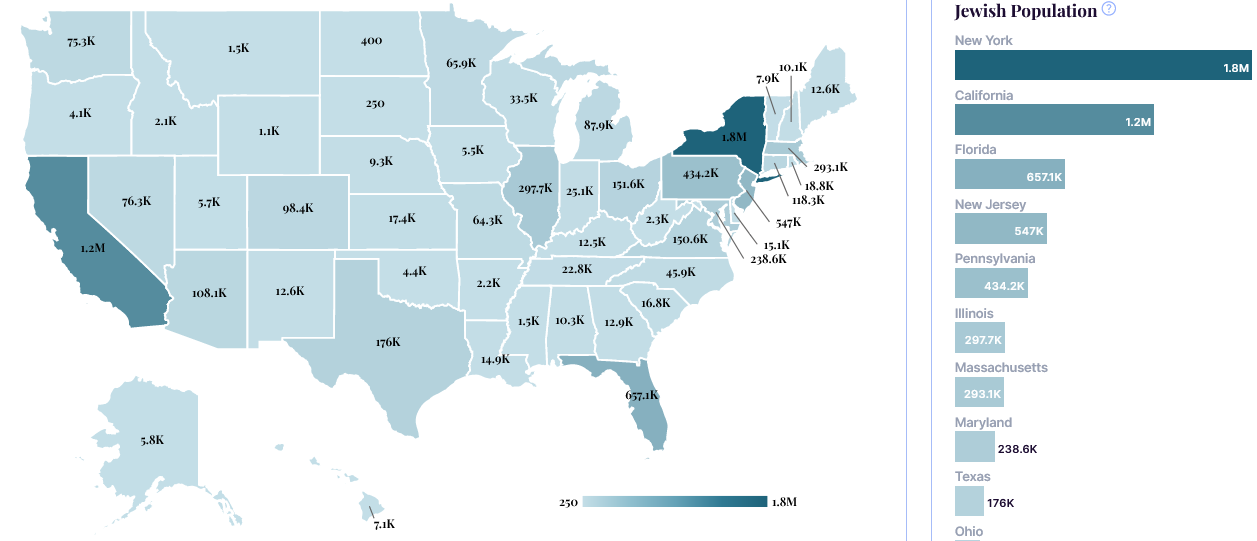 75.3K
1.5K
400
65.9K
7.9K
10.1K
12.6K
4.1K
2.1K
1.1K
250
33.5K
87.9K
1.8M
9.3K
5.5K
293.1K
76.3K
5.7K
98.4K
17.4K
64.3K
297.7K
25.1K
151.6K
434.2K
18.8K
118.3K
2.3K
547K
1.2M
12.5K
150.6K
15.1K
238.6K
108.1K
12.6K
4.4K
22.8K
45.9K
2.2K
16.8K
176K
1.5K
10.3K
12.9K
14.9K
657.1K
5.8K
7.1K
250
1.8M
Jewish Population ?
New York
1.8M
California
1.2M
Florida
657.1K
New Jersey
547K
Pennsylvania
434.2K
Illinois
297.7K
Massachusetts
293.1K
Maryland
238.6K
Texas
176K
Ohio